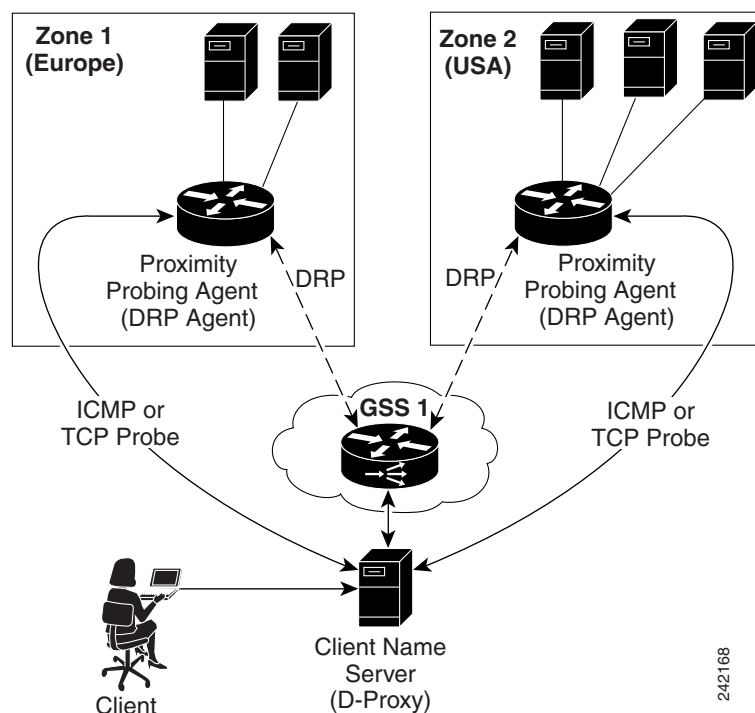 Zone 1
(Europe)
Zone 2
(USA)
Proximity
Probing Agent
(DRP Agent)
DRP
DRP
Proximity
Probing Agent
(DRP Agent)
ICMP or
TCP Probe
GSS 1
ICMP or
TCP Probe
Client
Client Name
Server
(D-Proxy)
242168